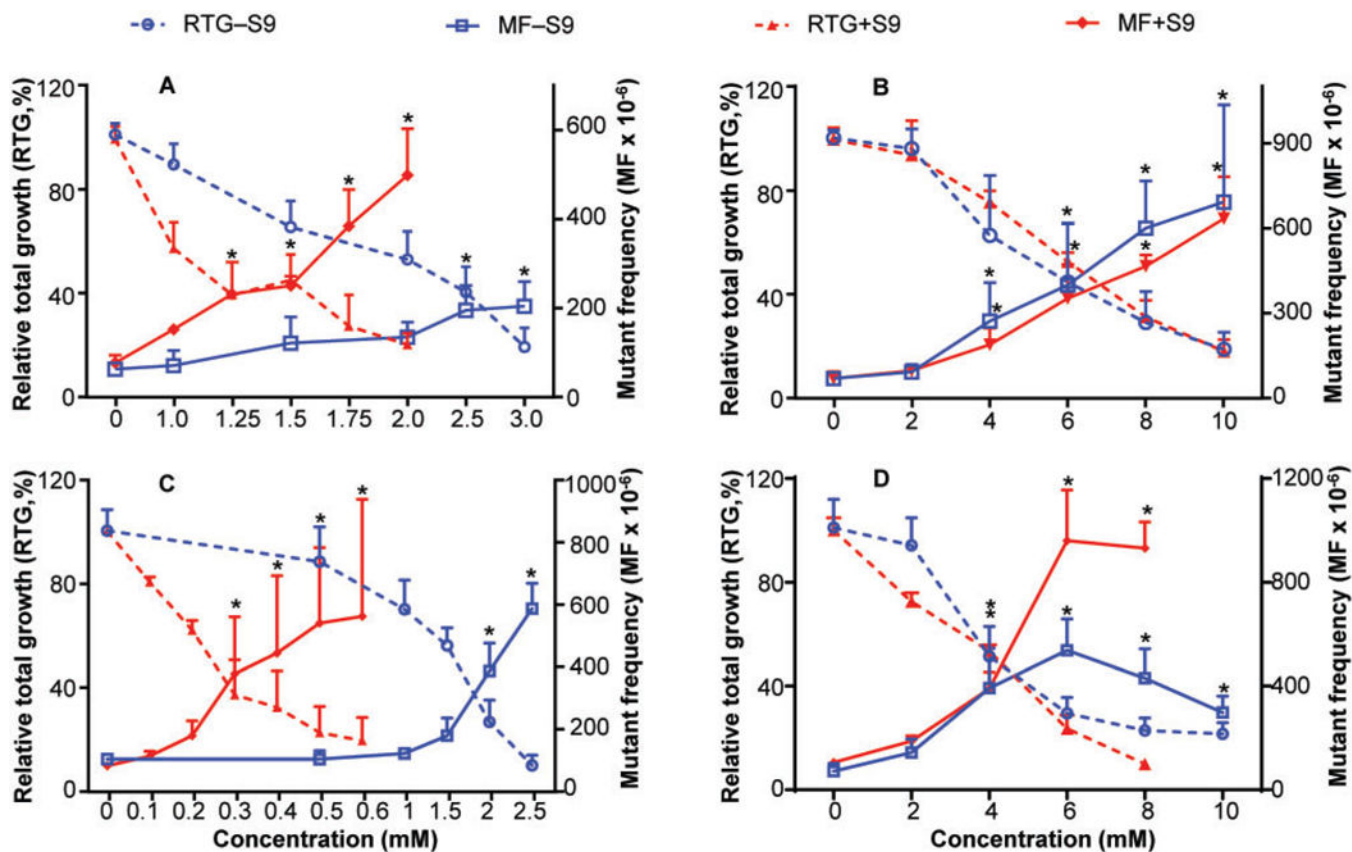 RTG–S9 MF–S9 RTG+S9 MF+S9
A
Relative total growth (RTG,%)
120
80
40
0
600
400
200
0
Mutant frequency (MF x 10-6)
0 1.0 1.25 1.5 1.75 2.0 2.5 3.0
* * * * * *
B
Relative total growth (RTG,%)
120
80
40
0
900
600
300
0
Mutant frequency (MF x 10-6)
0 2 4 6 8 10
* * * * * * * *
C
Relative total growth (RTG,%)
120
80
40
0
1000
800
600
400
200
0
Mutant frequency (MF x 10-6)
0 0.1 0.2 0.3 0.4 0.5 0.6 1 1.5 2 2.5
Concentration (mM)
* * * * * *
D
Relative total growth (RTG,%)
120
80
40
0
1200
800
400
0
Mutant frequency (MF x 10-6)
0 2 4 6 8 10
Concentration (mM)
* * * * * * *